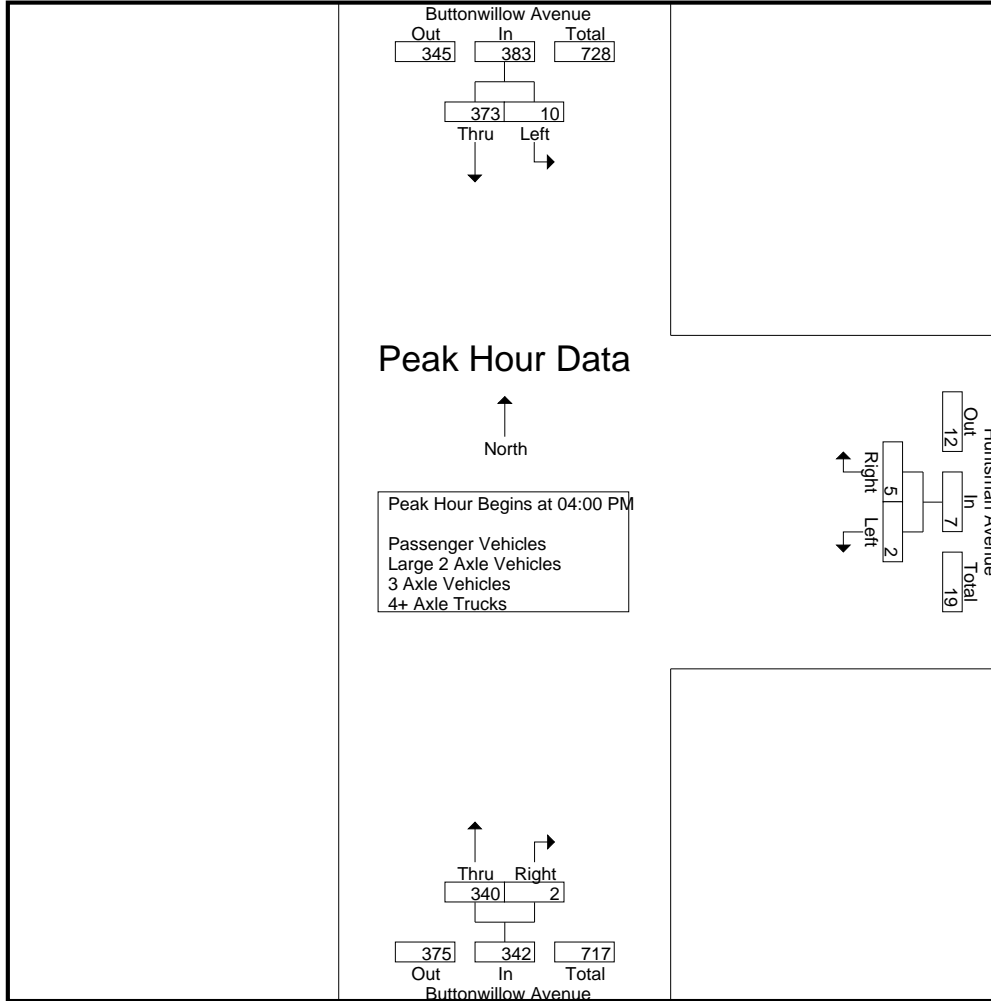 Buttonwillow Avenue
Out In Total
345 383 728
373 10
Thru Left
Peak Hour Data
North
Peak Hour Begins at 04:00 PM
Passenger Vehicles
Large 2 Axle Vehicles
3 Axle Vehicles
4+ Axle Trucks
Huntsman Avenue
Out In Total
12 7 19
5 2
Right Left
Thru Right
340 2
375 342 717
Out In Total
Buttonwillow Avenue